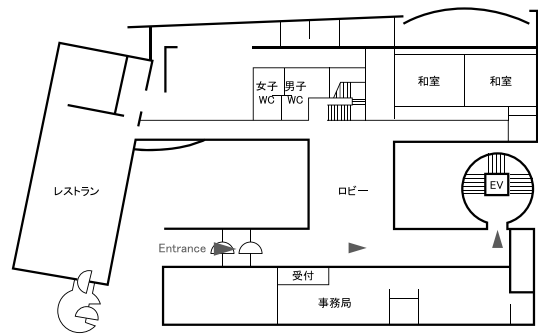 女子 男子
WC WC
和室 和室
レストラン
ロビー
EV
Entrance
受付
事務局